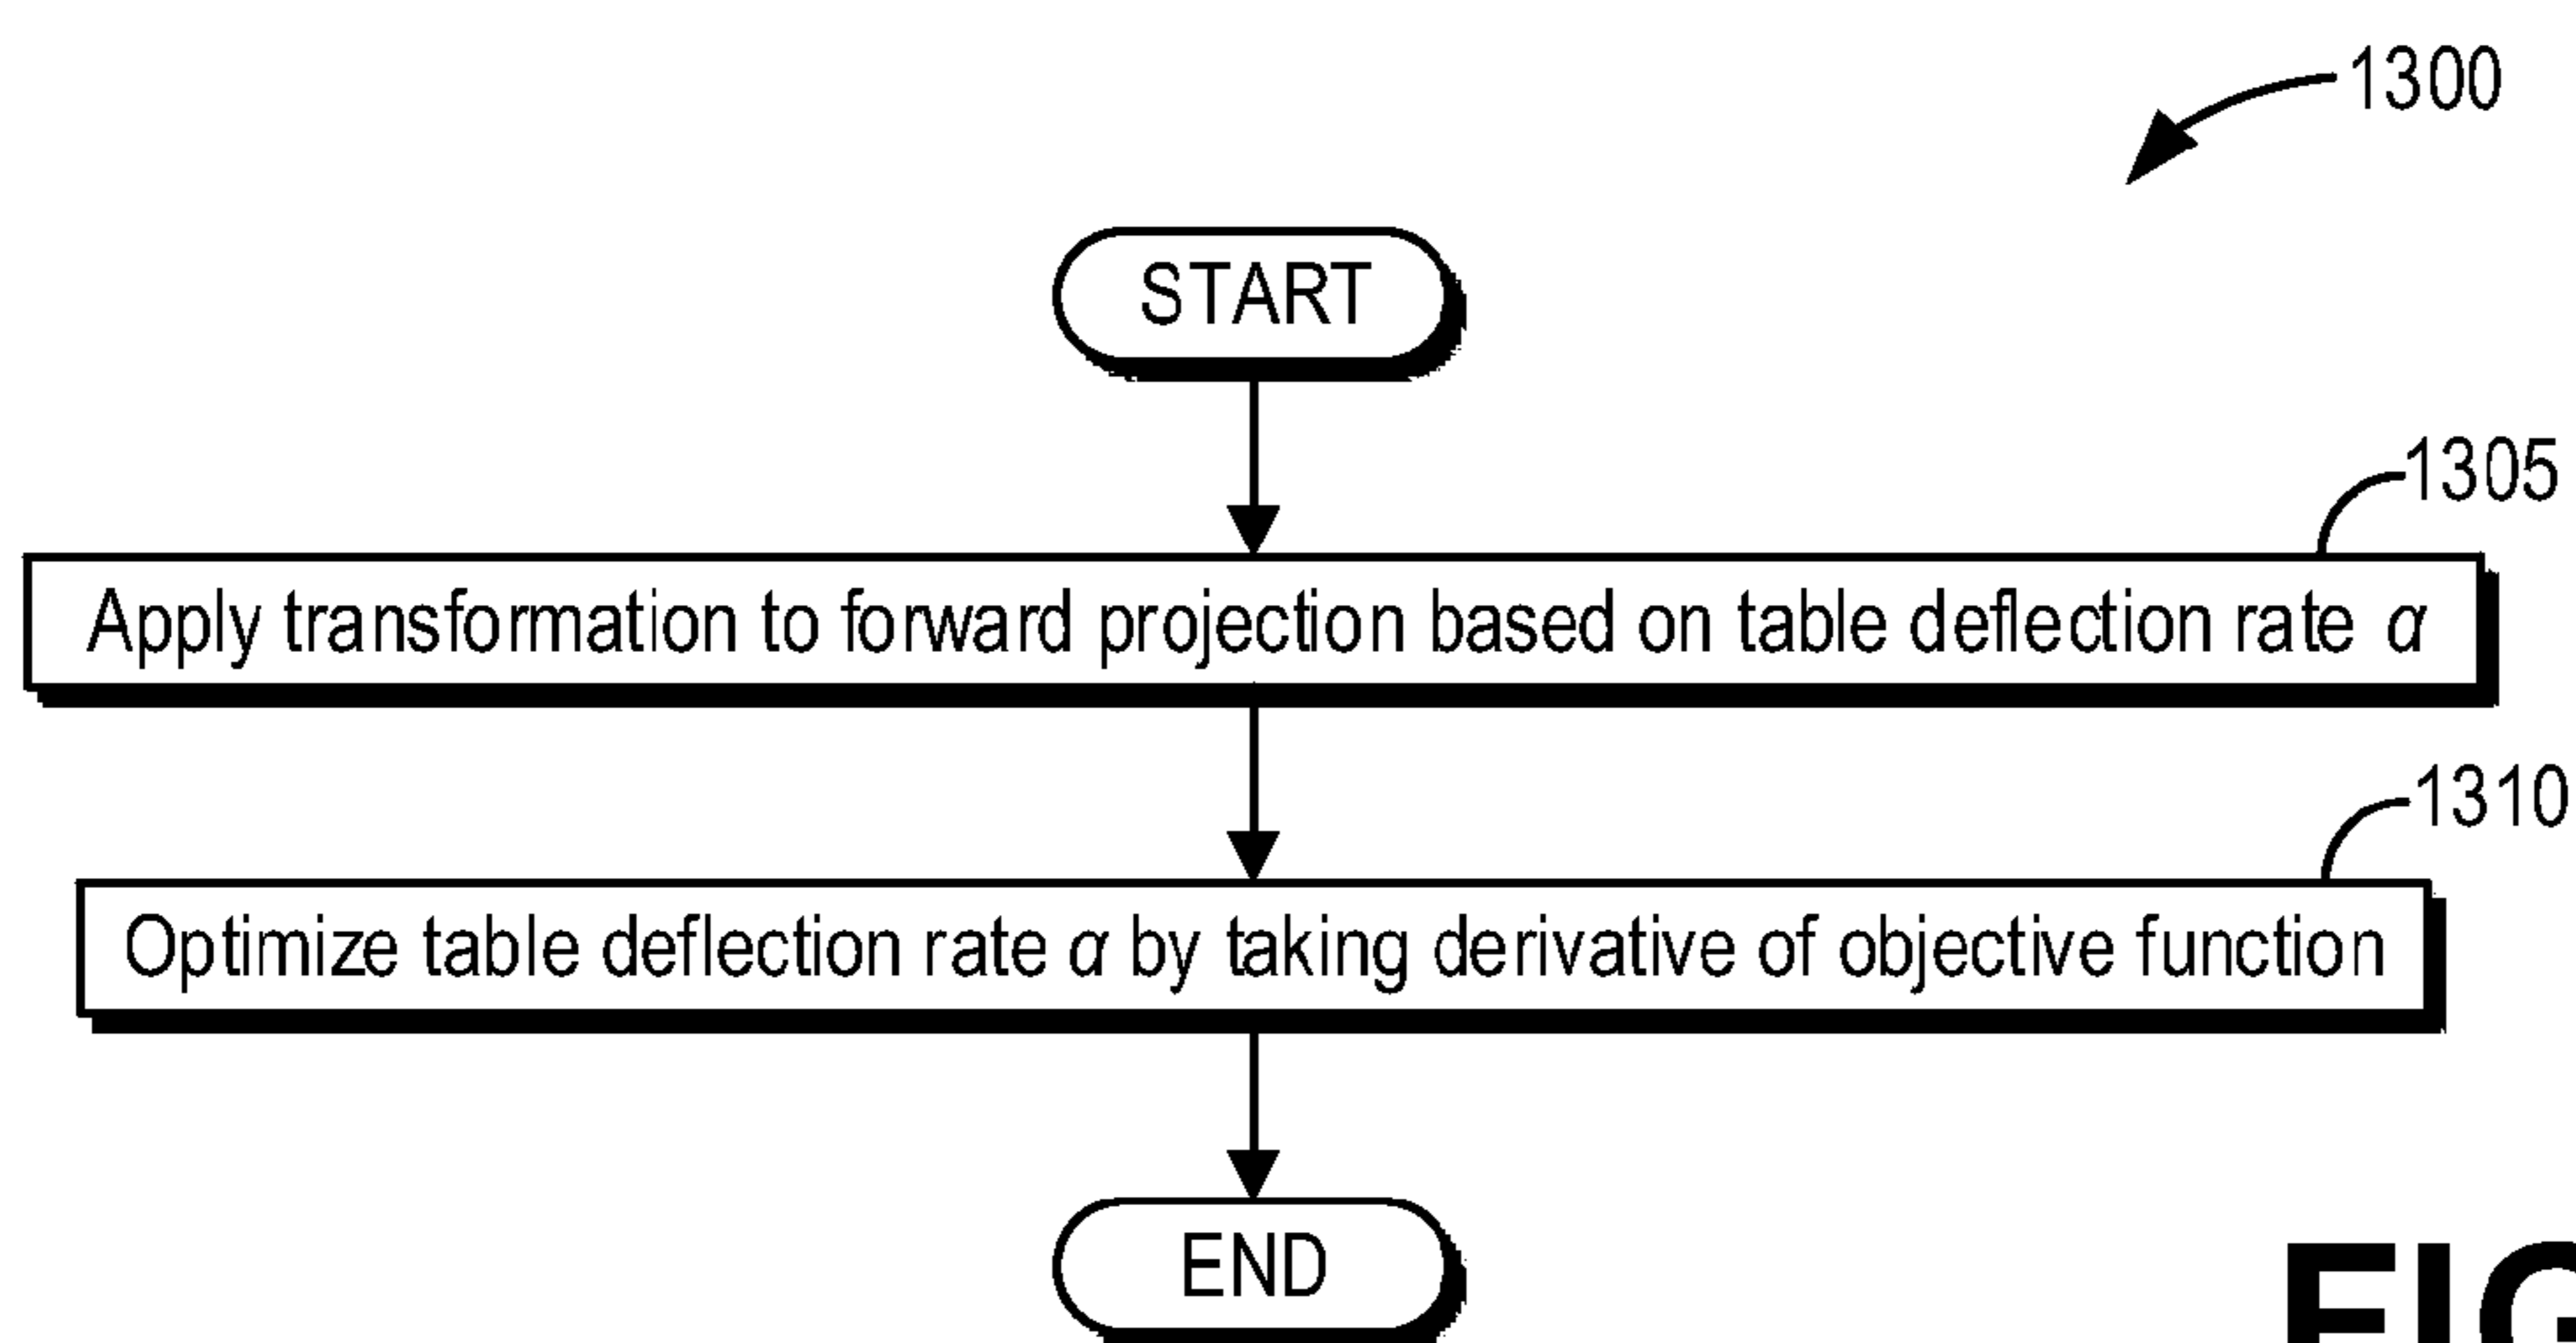 1300
START
1305
Apply transformation to forward projection based on table deflection rate α
1310
Optimize table deflection rate α by taking derivative of objective function
END